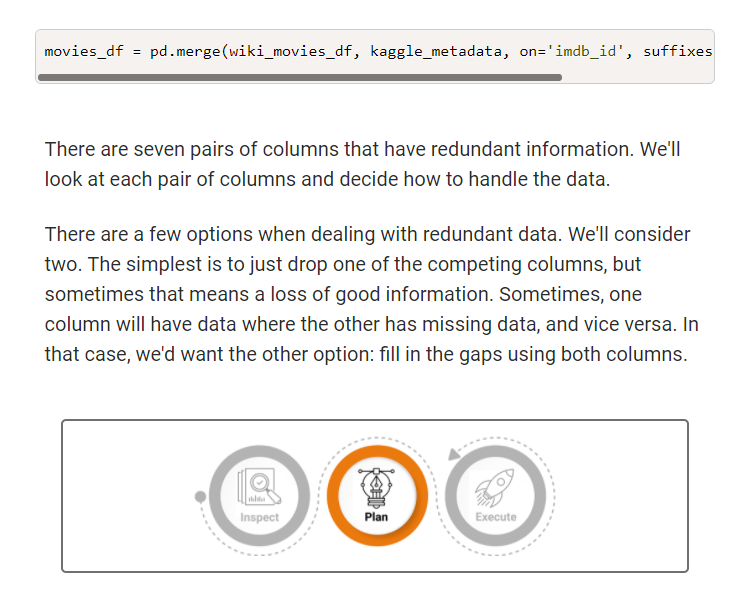 movies_df = pd.merge(wiki_movies_df, kaggle_metadata, on='imdb_id', suffixes
There are seven pairs of columns that have redundant information. We'll
look at each pair of columns and decide how to handle the data.
There are a few options when dealing with redundant data. We'll consider
two. The simplest is to just drop one of the competing columns, but
sometimes that means a loss of good information. Sometimes, one
column will have data where the other has missing data, and vice versa. In
that case, we'd want the other option: fill in the gaps using both columns.
Inspect
Plan
Execute